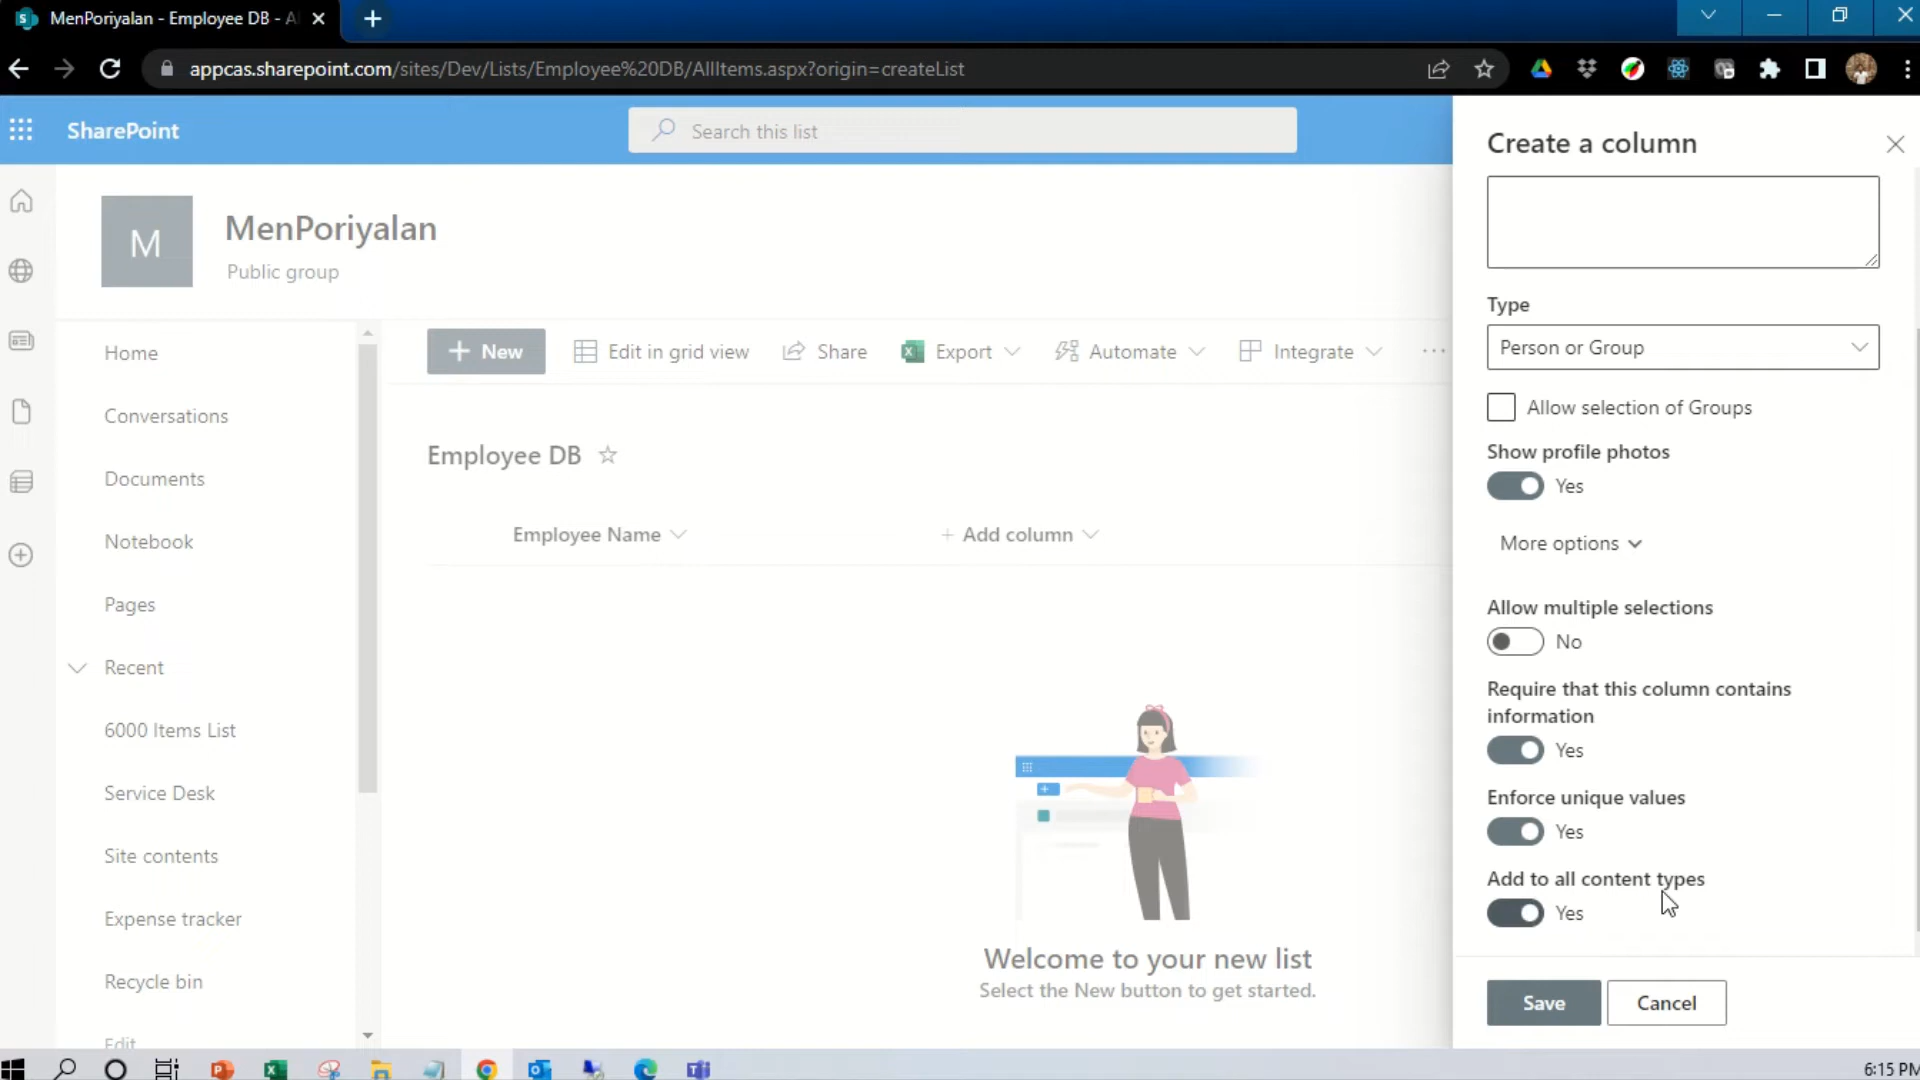 MenPoriyalan - Employee DB - Al
appcas.sharepoint.com/sites/Dev/Lists/Employee%20DB/AllItems.aspx?origin=createList
SharePoint
Search this list
M
MenPoriyalan
Public group
Home
Conversations
Documents
Notebook
Pages
Recent
6000 Items List
Service Desk
Site contents
Expense tracker
Recycle bin
Edit
New
Edit in grid view
Share
Export
Automate
Integrate
Employee DB
Employee Name
Add column
Welcome to your new list
Select the New button to get started.
Create a column
Type
Person or Group
Allow selection of Groups
Show profile photos
Yes
More options
Allow multiple selections
No
Require that this column contains
information
Yes
Enforce unique values
Yes
Add to all content types
Yes
Save
Cancel
6:15 PM